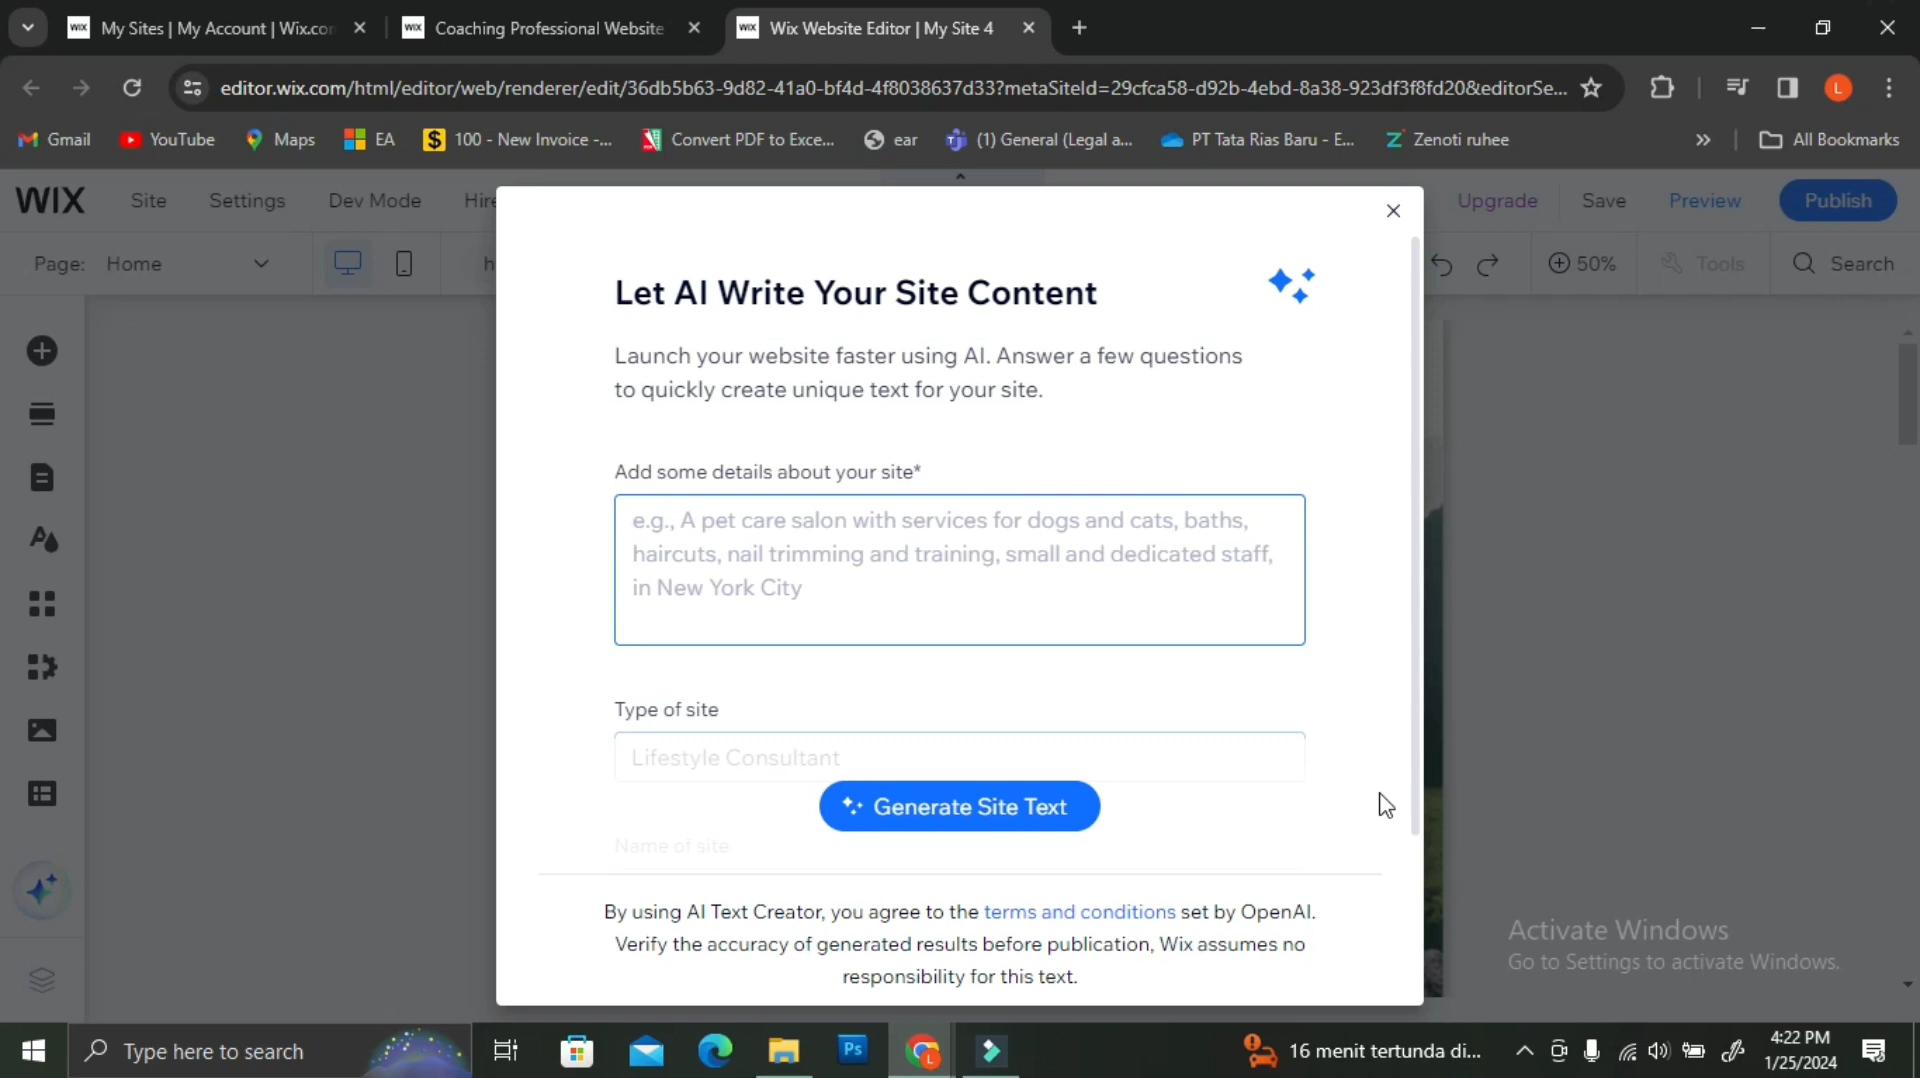 WIX My Sites | My Account | Wix.con
WIX Coaching Professional Website
WIX Wix Website Editor | My Site 4
editor.wix.com/html/editor/web/renderer/edit/36db5b63-9d82-41a0-bf4d-4f8038637d33?metaSiteId=29cfca58-d92b-4ebd-8a38-923df3f8fd20&editorSe...
L
Gmail
YouTube
Maps
EA
$ 100 - New Invoice -...
Convert PDF to Exce...
ear
(1) General (Legal a...
PT Tata Rias Baru - E...
Z Zenoti ruhee
All Bookmarks
WIX
Site
Settings
Dev Mode
Hire
Upgrade
Save
Preview
Publish
Page: Home
h
50%
Tools
Search
Let AI Write Your Site Content
Launch your website faster using AI. Answer a few questions
to quickly create unique text for your site.
Add some details about your site*
e.g., A pet care salon with services for dogs and cats, baths,
haircuts, nail trimming and training, small and dedicated staff,
in New York City
Type of site
Lifestyle Consultant
Generate Site Text
Name of site
By using AI Text Creator, you agree to the terms and conditions set by OpenAI.
Verify the accuracy of generated results before publication, Wix assumes no
responsibility for this text.
Activate Windows
Go to Settings to activate Windows.
Type here to search
Ps
L
16 menit tertunda di...
4:22 PM
1/25/2024